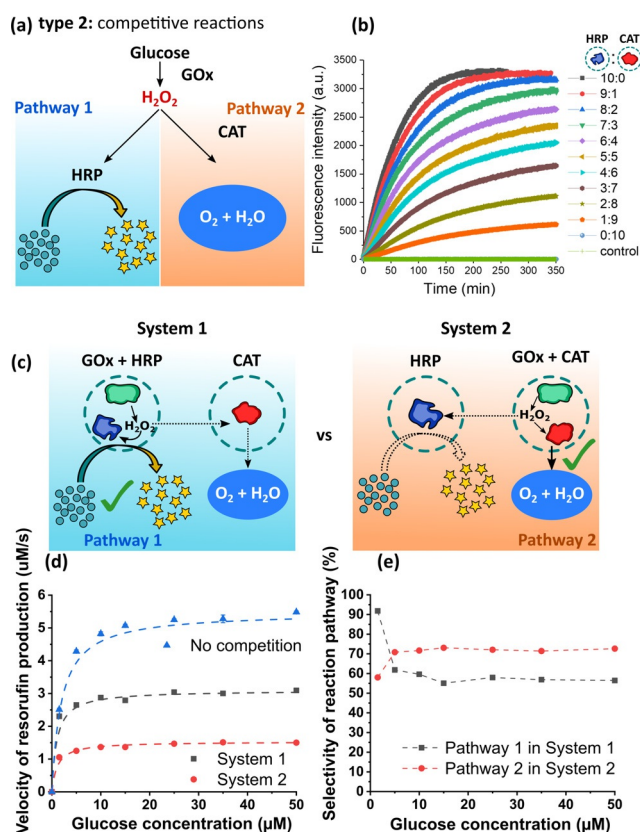 (a) type 2: competitive reactions
Glucose
GOx
H2O2
Pathway 1
Pathway 2
CAT
HRP
O2 + H2O
(b)
HRP
CAT
:
Fluorescence intensity (a.u.)
3500
3250
3000
2750
2500
2250
2000
1750
1500
1250
1000
750
500
250
0
0 50 100 150 200 250 300 350
Time (min)
10:0
9:1
8:2
7:3
6:4
5:5
4:6
3:7
2:8
1:9
0:10
control
(c)
System 1
GOx + HRP
CAT
H2O2
O2 + H2O
Pathway 1
vs
System 2
HRP
GOx + CAT
H2O2
O2 + H2O
Pathway 2
(d)
Velocity of resorufin production (uM/s)
6
5
4
3
2
1
0
0 10 20 30 40 50
Glucose concentration (µM)
No competition
System 1
System 2
(e)
Selectivity of reaction pathway (%)
100
90
80
70
60
50
40
30
20
10
0
0 10 20 30 40 50
Glucose concentration (µM)
Pathway 1 in System 1
Pathway 2 in System 2